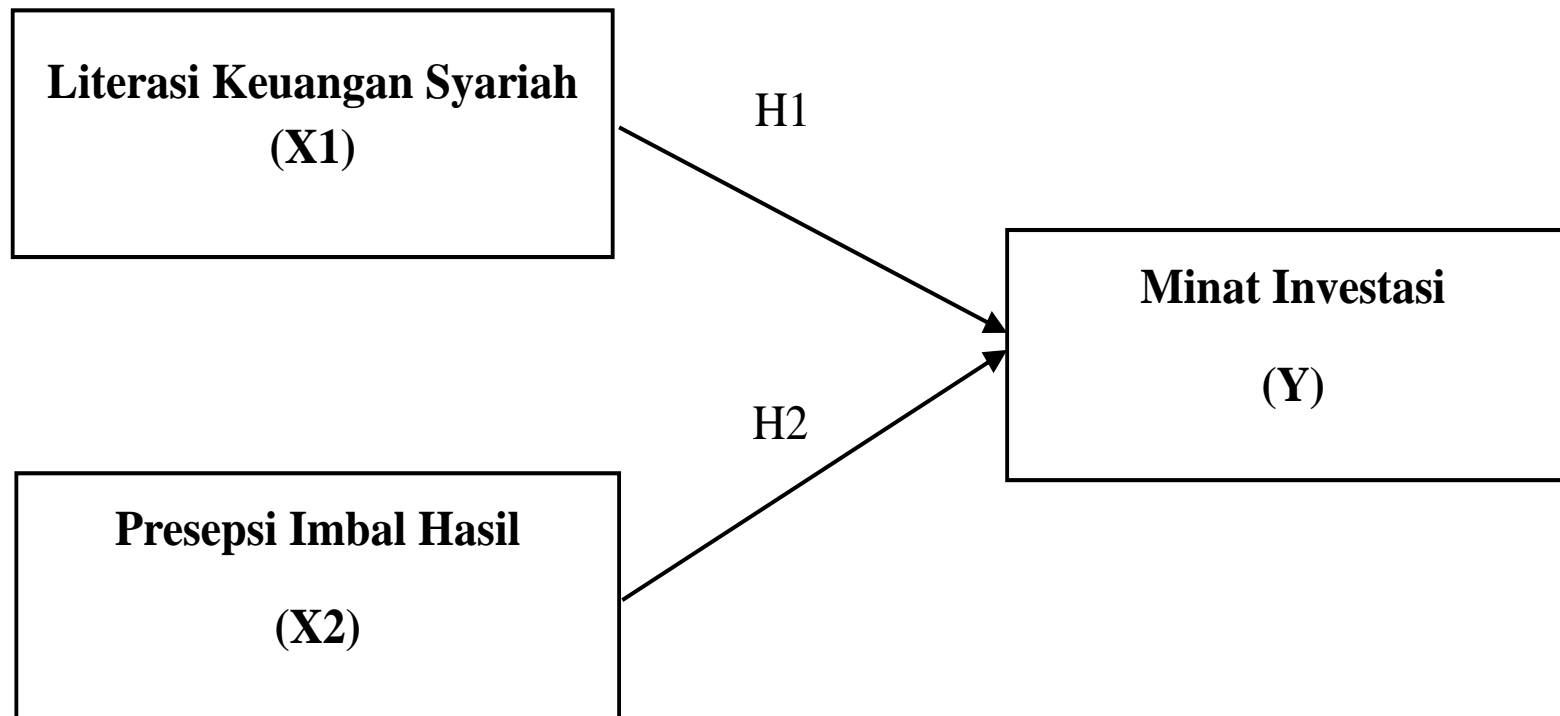 Literasi Keuangan Syariah
(X1)
H1
Minat Investasi
(Y)
H2
Presepsi Imbal Hasil
(X2)